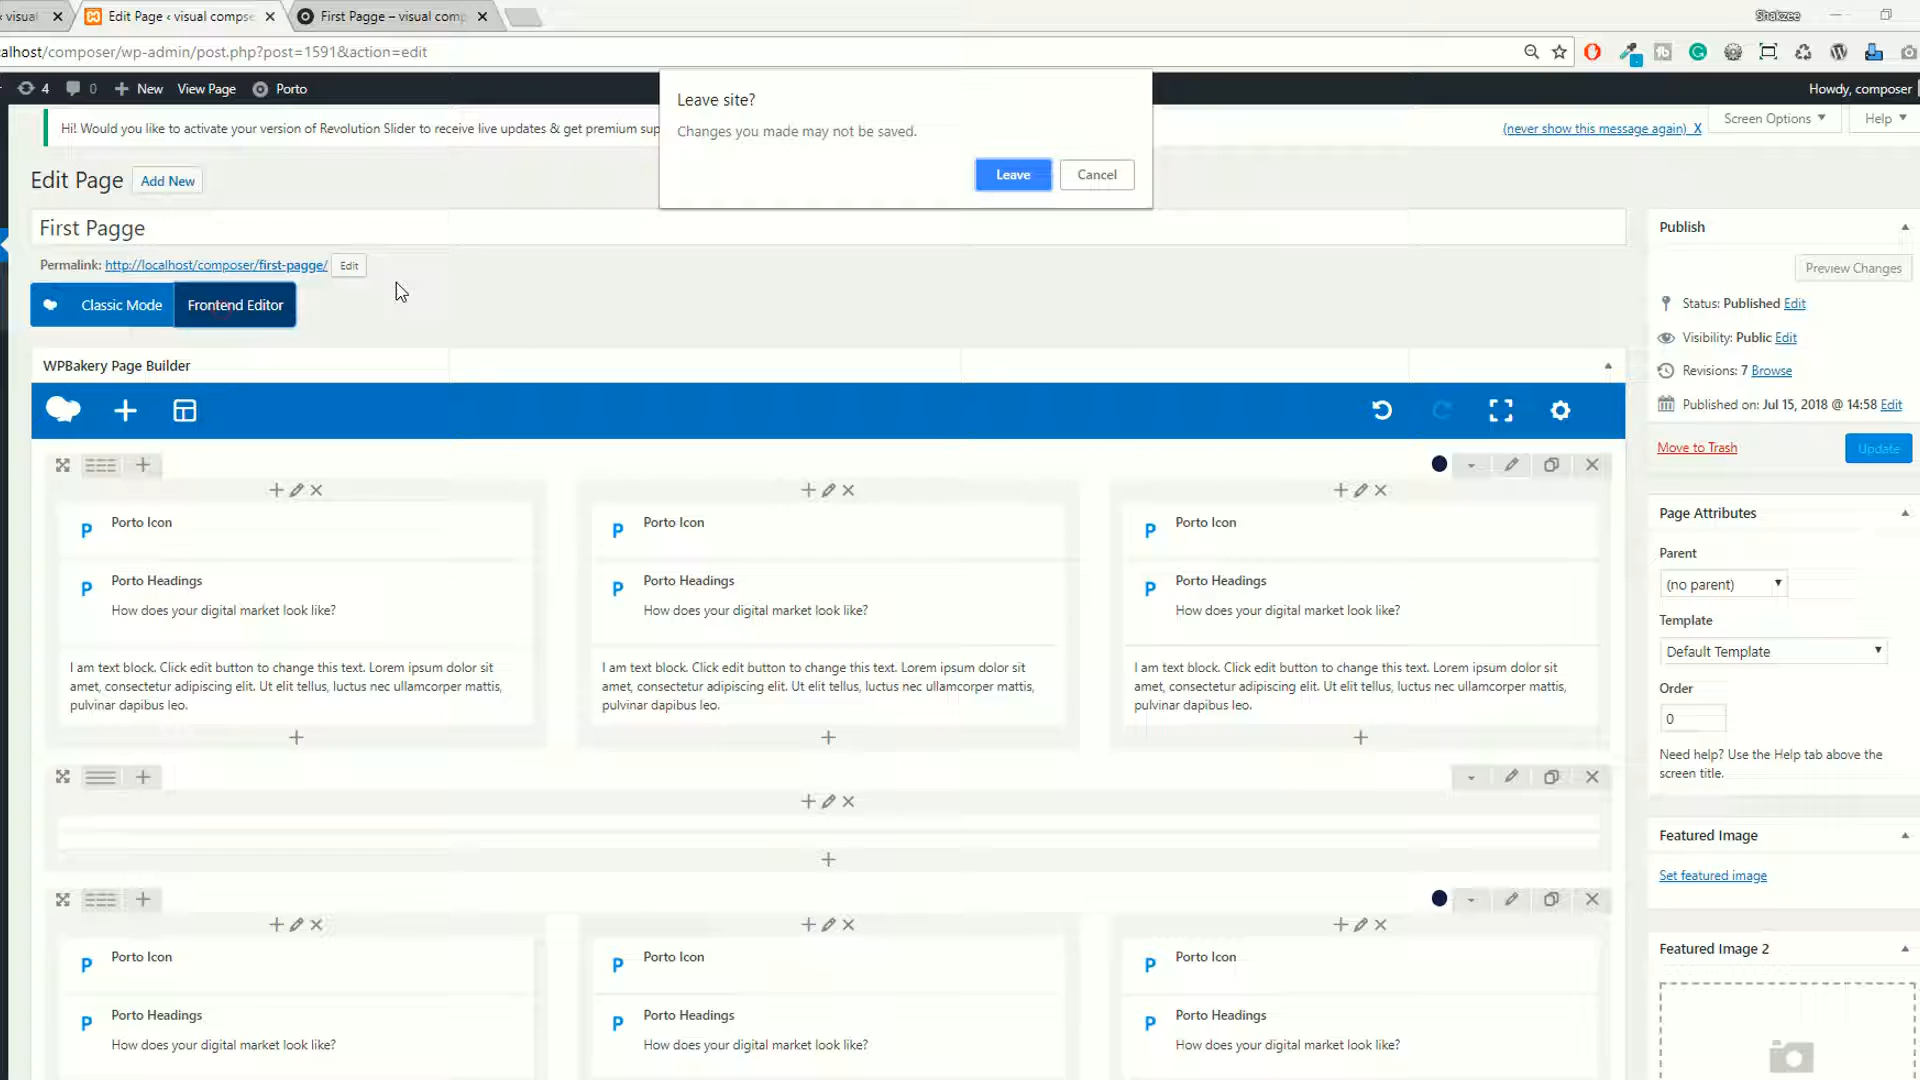 ‹ visual
Edit Page ‹ visual compose
First Pagge – visual comp
Shakzee
alhost/composer/wp-admin/post.php?post=1591&action=edit
4
0
New
View Page
Porto
Howdy, composer
Leave site?
Changes you made may not be saved.
Leave
Cancel
Hi! Would you like to activate your version of Revolution Slider to receive live updates & get premium sup
(never show this message again) X
Screen Options
Help
Edit Page
Add New
First Pagge
Permalink: http://localhost/composer/first-pagge/
Edit
Classic Mode
Frontend Editor
WPBakery Page Builder
Porto Icon
Porto Icon
Porto Icon
Porto Headings
How does your digital market look like?
Porto Headings
How does your digital market look like?
Porto Headings
How does your digital market look like?
I am text block. Click edit button to change this text. Lorem ipsum dolor sit
amet, consectetur adipiscing elit. Ut elit tellus, luctus nec ullamcorper mattis,
pulvinar dapibus leo.
I am text block. Click edit button to change this text. Lorem ipsum dolor sit
amet, consectetur adipiscing elit. Ut elit tellus, luctus nec ullamcorper mattis,
pulvinar dapibus leo.
I am text block. Click edit button to change this text. Lorem ipsum dolor sit
amet, consectetur adipiscing elit. Ut elit tellus, luctus nec ullamcorper mattis,
pulvinar dapibus leo.
Porto Icon
Porto Icon
Porto Icon
Porto Headings
How does your digital market look like?
Porto Headings
How does your digital market look like?
Porto Headings
How does your digital market look like?
Publish
Preview Changes
Status: Published Edit
Visibility: Public Edit
Revisions: 7 Browse
Published on: Jul 15, 2018 @ 14:58 Edit
Move to Trash
Update
Page Attributes
Parent
(no parent)
Template
Default Template
Order
0
Need help? Use the Help tab above the
screen title.
Featured Image
Set featured image
Featured Image 2